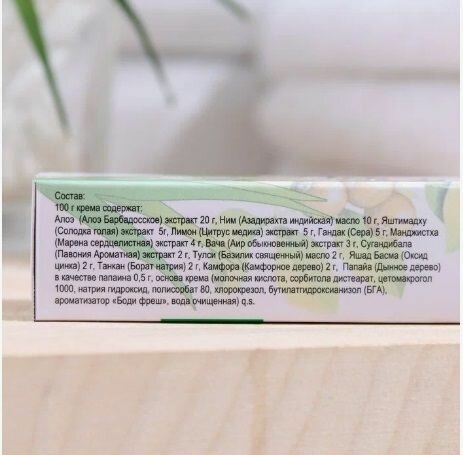 Состав:
100 г крема содержат:
Алоэ (Алоэ Барбадосское) экстракт 20 г, Ним (Азадирахта индийская) масло 10 г, Яштимадху
(Солодка голая) экстракт 5г, Лимон (Цитрус медика) экстракт 5 г, Гандак (Сера) 5 г, Манджистха
(Марена сердцелистная) экстракт 4 г, Вача (Аир обыкновенный) экстракт 3 г, Сугандибала
(Павония Ароматная) экстракт 2 г, Тулси (Базилик священный) масло 2 г, Яшад Басма (Оксид
цинка) 2 г, Танкан (Борат натрия) 2 г, Камфора (Камфорное дерево) 2 г, Папайа (Дынное дерево)
в качестве папаина 0,5 г, основа крема (молочная кислота, сорбитола дистеарат, цетомакрогол
1000, натрия гидроксид, полисорбат 80, хлорокрезол, бутилатгидроксианизол (БГА),
ароматизатор «Боди фреш», вода очищенная) q.s.